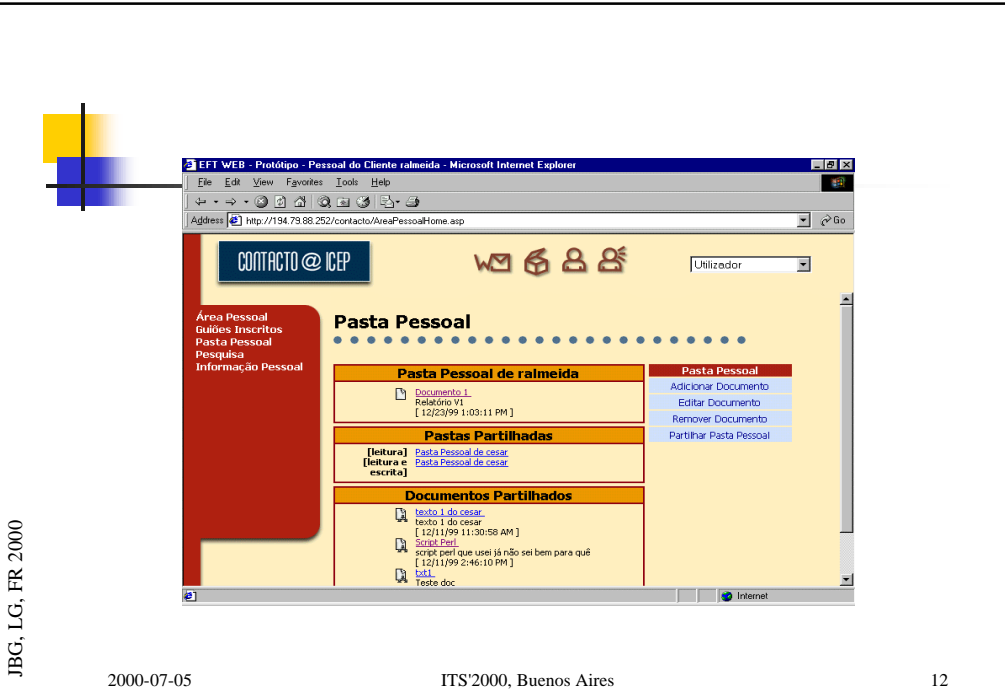 EFT WEB - Protótipo - Pessoal do Cliente ralmeida - Microsoft Internet Explorer
File Edit View Favorites Tools Help
Address http://194.79.88.252/contacto/AreaPessoalHome.asp Go
CONTACTO @ ICEP
Utilizador
Área Pessoal
Guiões Inscritos
Pasta Pessoal
Pesquisa
Informação Pessoal
Pasta Pessoal
Pasta Pessoal de ralmeida
Documento 1
Relatório V1
[ 12/23/99 1:03:11 PM ]
Pastas Partilhadas
[leitura] Pasta Pessoal de cesar
[leitura e escrita] Pasta Pessoal de cesar
Documentos Partilhados
texto 1 do cesar
texto 1 do cesar
[ 12/11/99 11:30:58 AM ]
Script Perl
script perl que usei já não sei bem para quê
[ 12/11/99 2:46:10 PM ]
txt1
Teste doc
Pasta Pessoal
Adicionar Documento
Editar Documento
Remover Documento
Partilhar Pasta Pessoal
Internet
JBG, LG, FR 2000
2000-07-05 ITS'2000, Buenos Aires 12